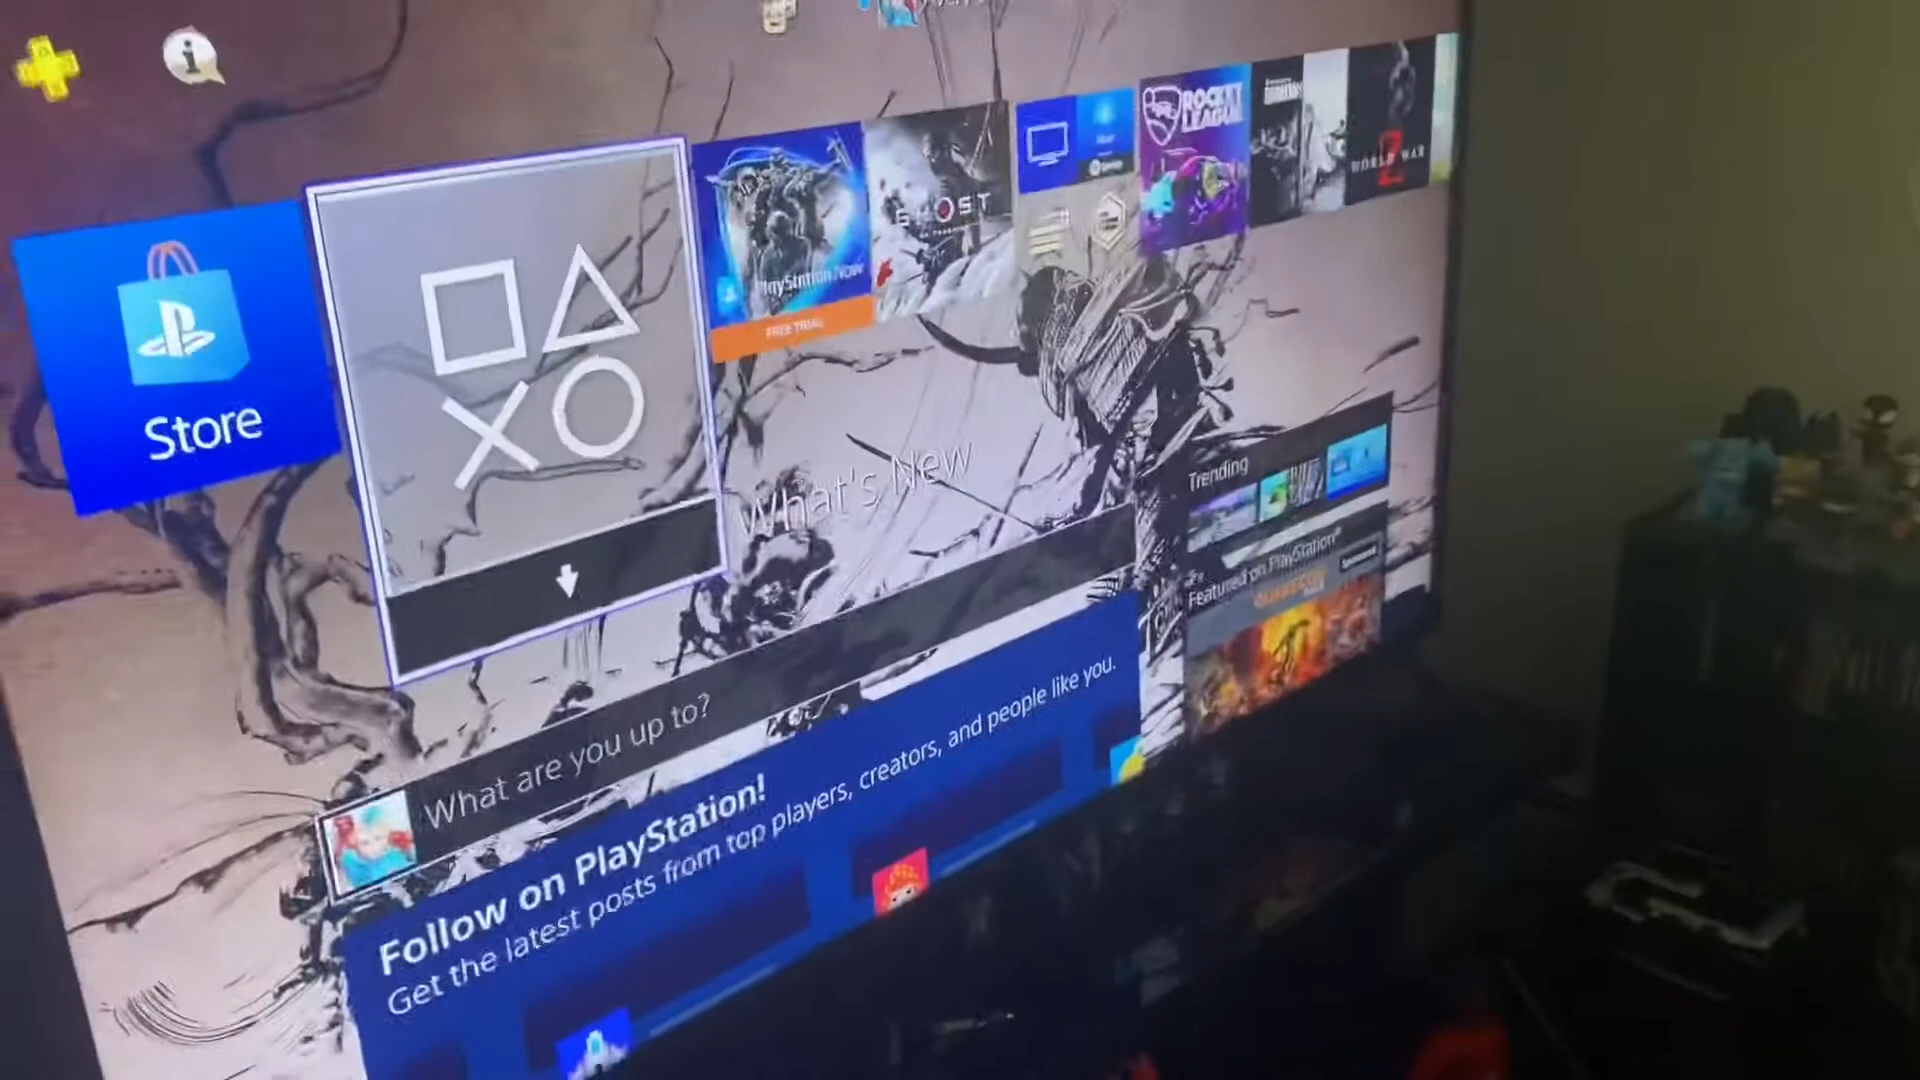 ROCKET
LEAGUE
WORLD WAR
Z
GHOST
PlayStation Now
FREE TRIAL
Store
What's New
Trending
Featured on PlayStation®
What are you up to?
Follow on PlayStation!
Get the latest posts from top players, creators, and people like you.